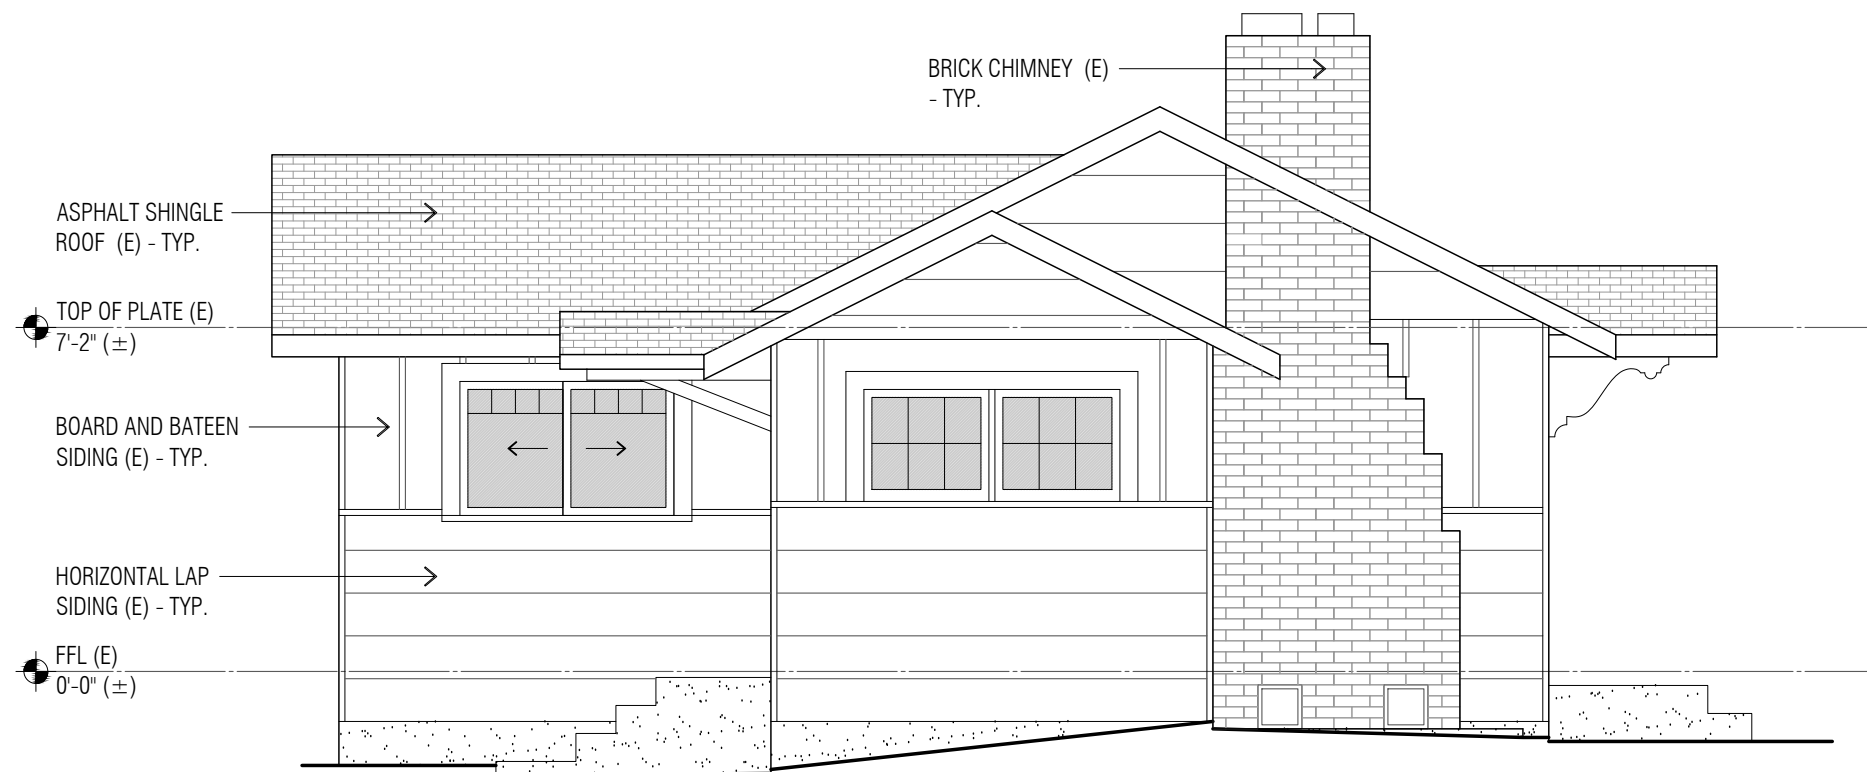 BRICK CHIMNEY (E)
- TYP.
ASPHALT SHINGLE
ROOF (E) - TYP.
TOP OF PLATE (E)
7'-2" (±)
BOARD AND BATEEN
SIDING (E) - TYP.
HORIZONTAL LAP
SIDING (E) - TYP.
FFL (E)
0'-0" (±)